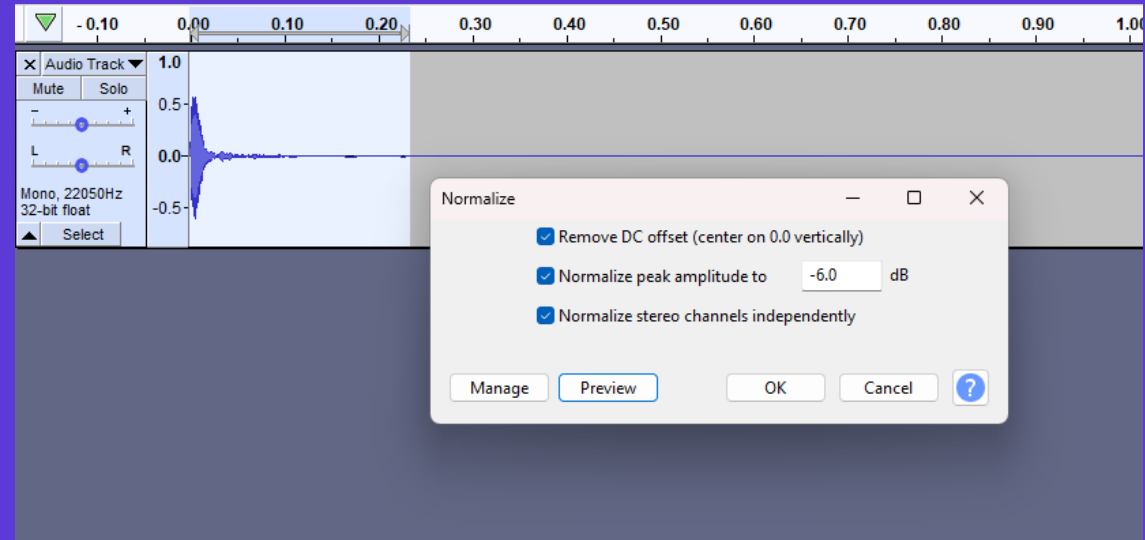 - 0.10 0.00 0.10 0.20 0.30 0.40 0.50 0.60 0.70 0.80 0.90 1.0
Audio Track 1.0
Mute Solo
0.5
- +
L R
0.0
Mono, 22050Hz
32-bit float
-0.5
Select
Normalize
Remove DC offset (center on 0.0 vertically)
Normalize peak amplitude to -6.0 dB
Normalize stereo channels independently
Manage Preview OK Cancel ?